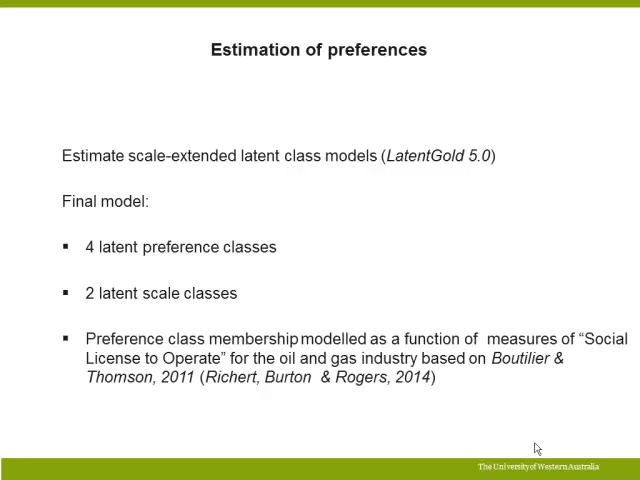 Estimation of preferences
Estimate scale-extended latent class models (LatentGold 5.0)
Final model:
▪ 4 latent preference classes
▪ 2 latent scale classes
▪ Preference class membership modelled as a function of measures of “Social
License to Operate” for the oil and gas industry based on Boutilier &
Thomson, 2011 (Richert, Burton & Rogers, 2014)
The University of Western Australia